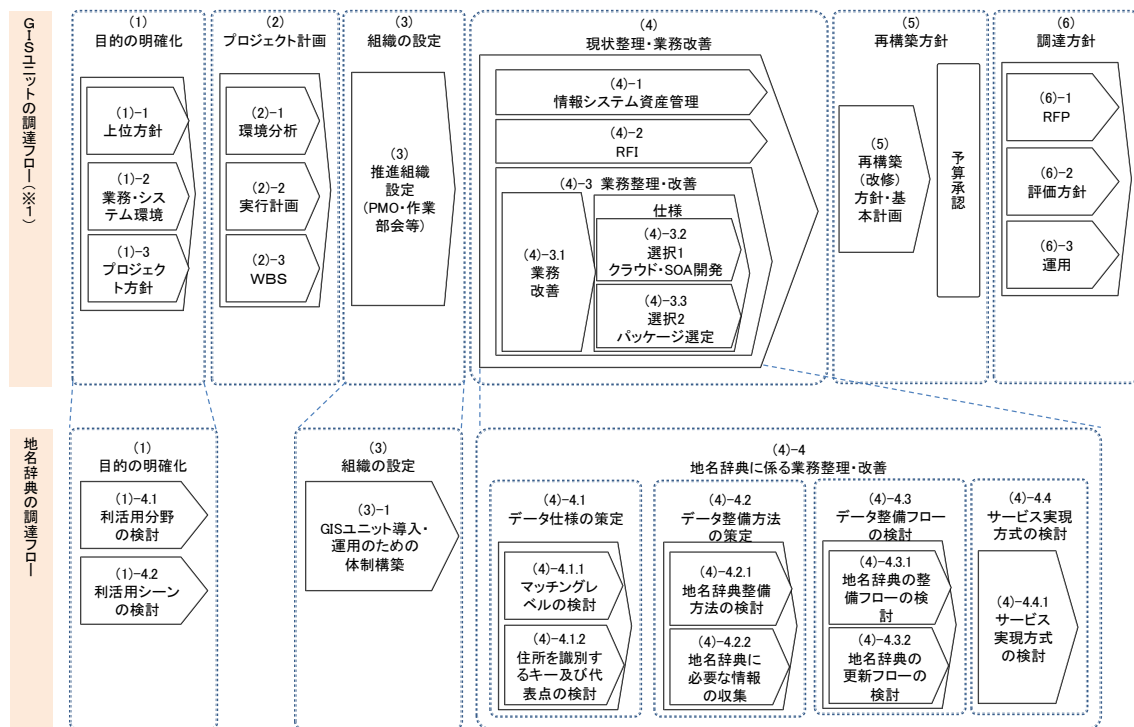 GISユニットの調達フロー(※1)
(1)
目的の明確化
(1)-1
上位方針
(1)-2
業務・シス
テム環境
(1)-3
プロジェク
ト方針
(2)
プロジェクト計画
(2)-1
環境分析
(2)-2
実行計画
(2)-3
WBS
(3)
組織の設定
(3)
推進組織
設定
(PMO・作業
部会等)
(4)
現状整理・業務改善
(4)-1
情報システム資産管理
(4)-2
RFI
(4)-3 業務整理・改善
(4)-3.1
業務
改善
仕様
(4)-3.2
選択1
クラウド・SOA開発
(4)-3.3
選択2
パッケージ選定
(5)
再構築方針
(5)
再構築
(改修)
方針・基
本計画
予算承認
(6)
調達方針
(6)-1
RFP
(6)-2
評価方針
(6)-3
運用
地名辞典の調達フロー
(1)
目的の明確化
(1)-4.1
利活用分野
の検討
(1)-4.2
利活用シーン
の検討
(3)
組織の設定
(3)-1
GISユニット導入・
運用のための
体制構築
(4)-4
地名辞典に係る業務整理・改善
(4)-4.1
データ仕様の策定
(4)-4.1.1
マッチングレ
ベルの検討
(4)-4.1.2
住所を識別す
るキー及び代
表点の検討
(4)-4.2
データ整備方法
の策定
(4)-4.2.1
地名辞典整備
方法の検討
(4)-4.2.2
地名辞典に
必要な情報
の収集
(4)-4.3
データ整備フロー
の検討
(4)-4.3.1
地名辞典の整
備フローの検
討
(4)-4.3.2
地名辞典の
更新フローの
検討
(4)-4.4
サービス実現
方式の検討
(4)-4.4.1
サービス
実現方式
の検討